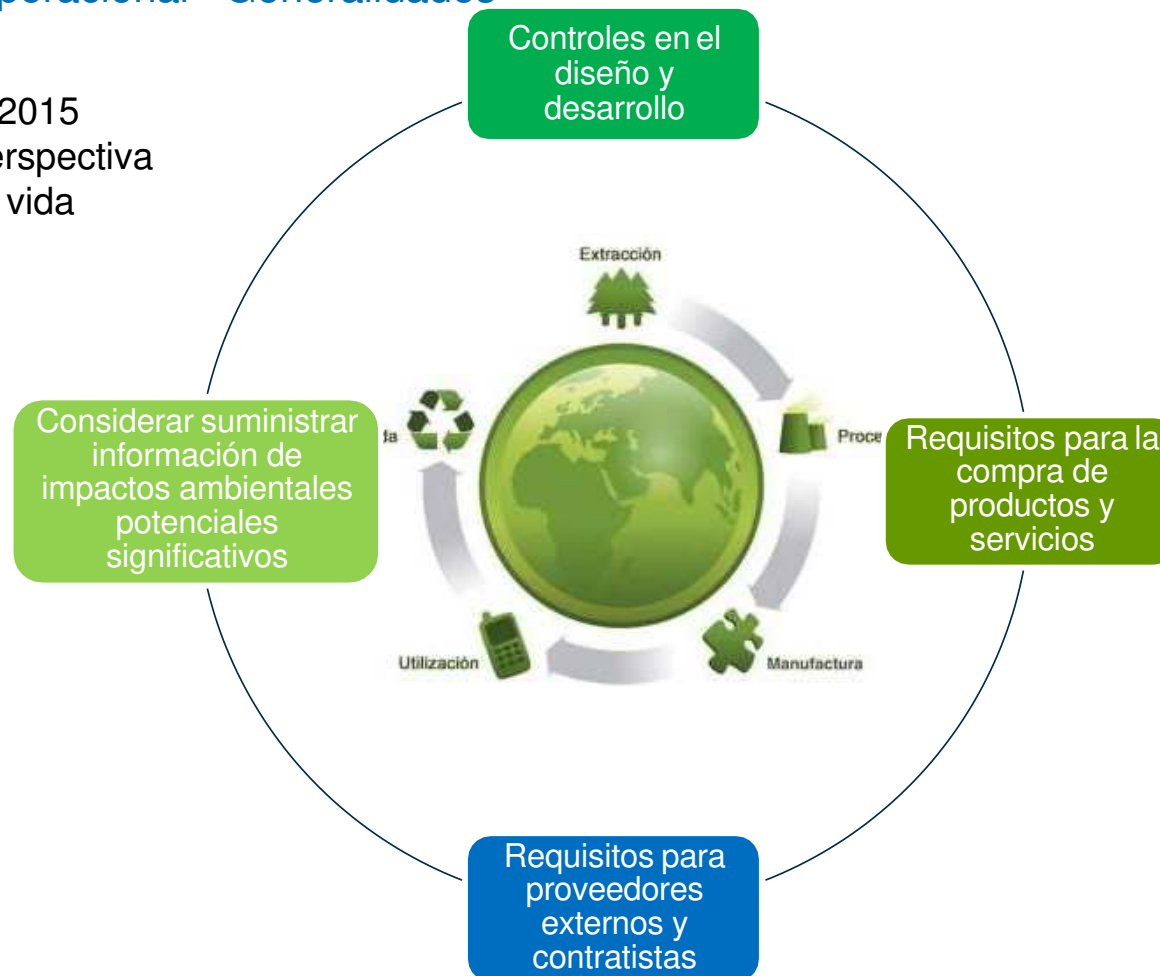 Generalidades
Controles en el
diseño y
desarrollo
2015
vida
Extracción
Considerar suministrar
información de
impactos ambientales
potenciales
significativos
Requisitos para la
compra de
productos y
servicios
Utilización
Manufactura
Requisitos para
proveedores
externos y
contratistas